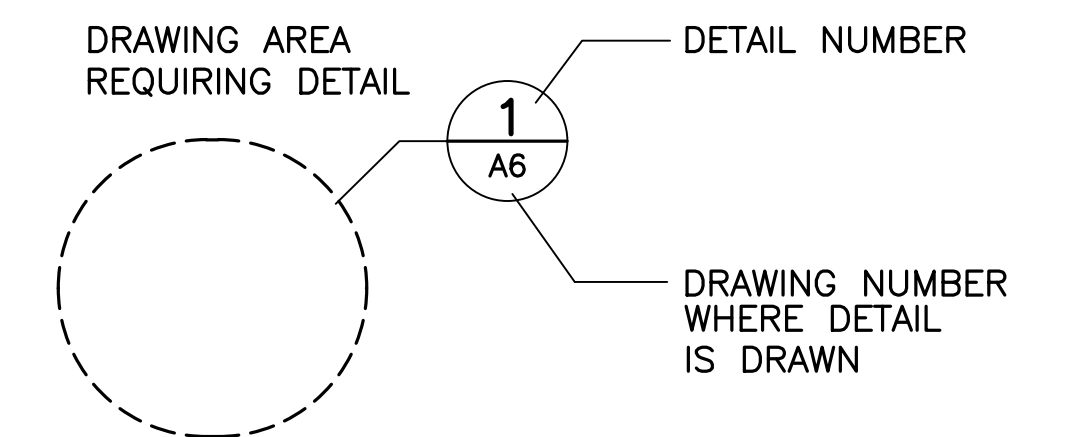 DRAWING AREA
REQUIRING DETAIL
DETAIL NUMBER
1
A6
DRAWING NUMBER
WHERE DETAIL
IS DRAWN